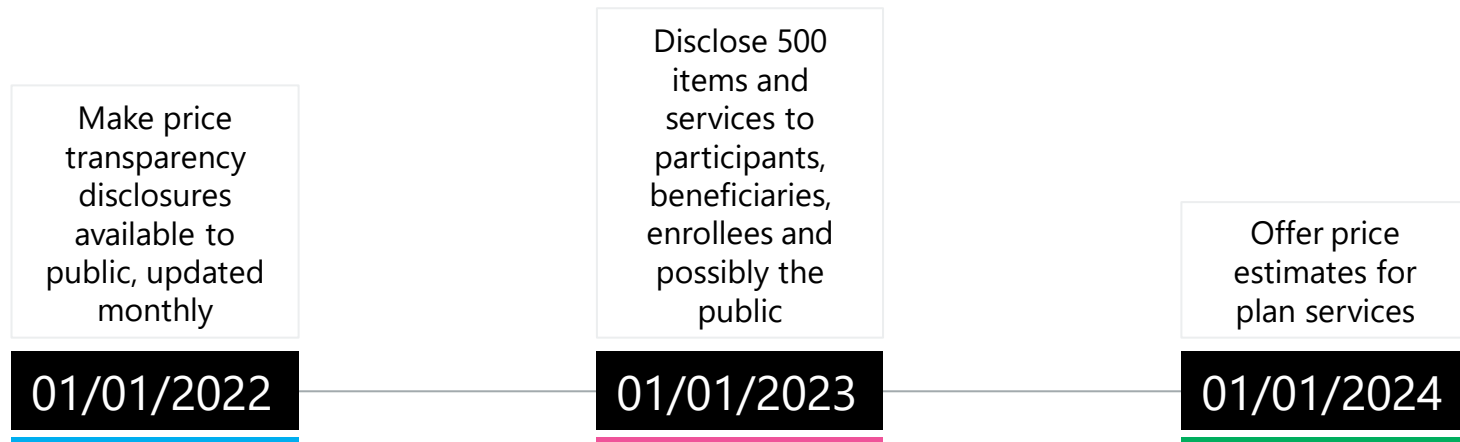 Make price
transparency
disclosures
available to
public, updated
monthly
01/01/2022
Disclose 500
items and
services to
participants,
beneficiaries,
enrollees and
possibly the
public
01/01/2023
Offer price
estimates for
plan services
01/01/2024